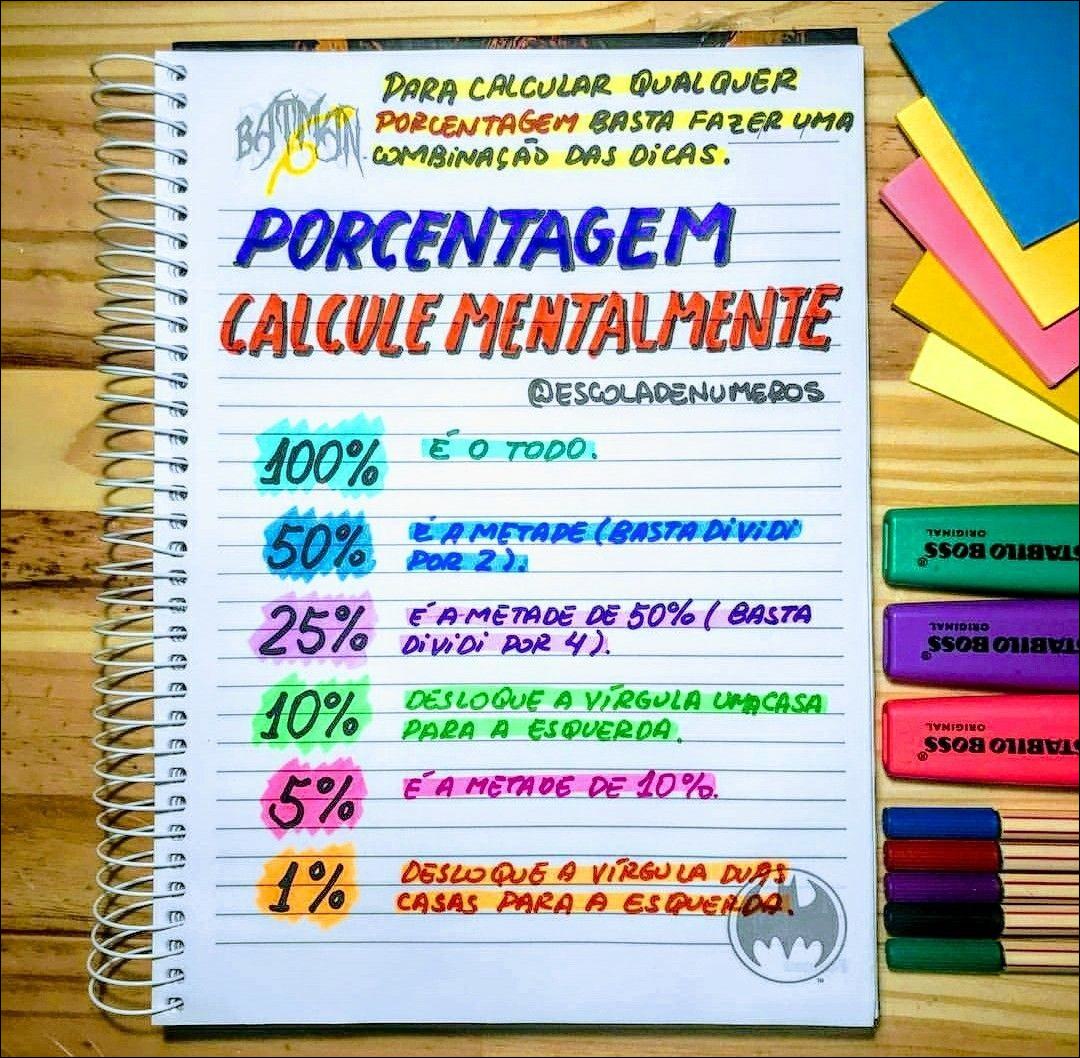 PARA CALCULAR QUALQUER
BATMAN
PORCENTAGEM BASTA FAZER UMA
COMBINAÇÃO DAS DICAS.
PORCENTAGEM
CALCULE MENTALMENTE
@ESCOLADENUMEROS
100% É O TODO.
50% É A METADE (BASTA DIVIDI
POR 2).
25% É A METADE DE 50% ( BASTA
DIVIDI POR 4).
10% DESLOQUE A VÍRGULA UMA CASA
PARA A ESQUERDA.
5% É A METADE DE 10%.
1% DESLOQUE A VÍRGULA DUAS
CASAS PARA A ESQUERDA.
STABILO BOSS
ORIGINAL
STABILO BOSS
ORIGINAL
STABILO BOSS
ORIGINAL